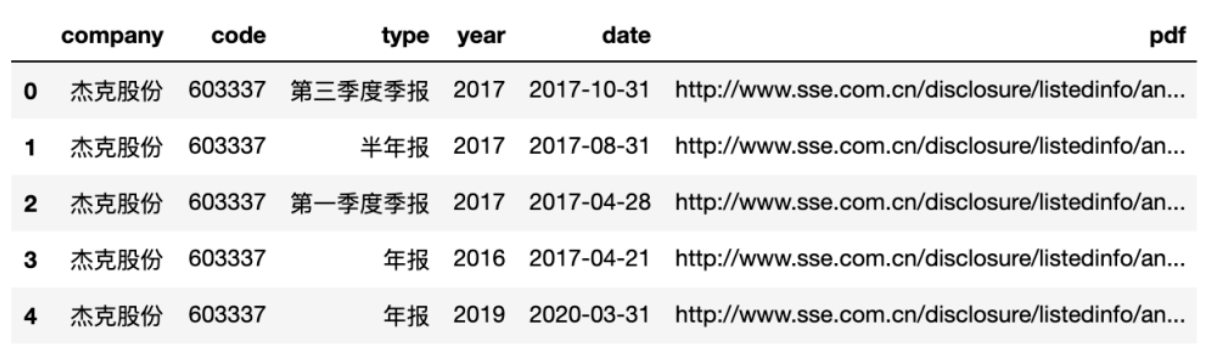 company code type year date pdf
0 杰克股份 603337 第三季度季报 2017 2017-10-31 http://www.sse.com.cn/disclosure/listedinfo/an...
1 杰克股份 603337 半年报 2017 2017-08-31 http://www.sse.com.cn/disclosure/listedinfo/an...
2 杰克股份 603337 第一季度季报 2017 2017-04-28 http://www.sse.com.cn/disclosure/listedinfo/an...
3 杰克股份 603337 年报 2016 2017-04-21 http://www.sse.com.cn/disclosure/listedinfo/an...
4 杰克股份 603337 年报 2019 2020-03-31 http://www.sse.com.cn/disclosure/listedinfo/an...